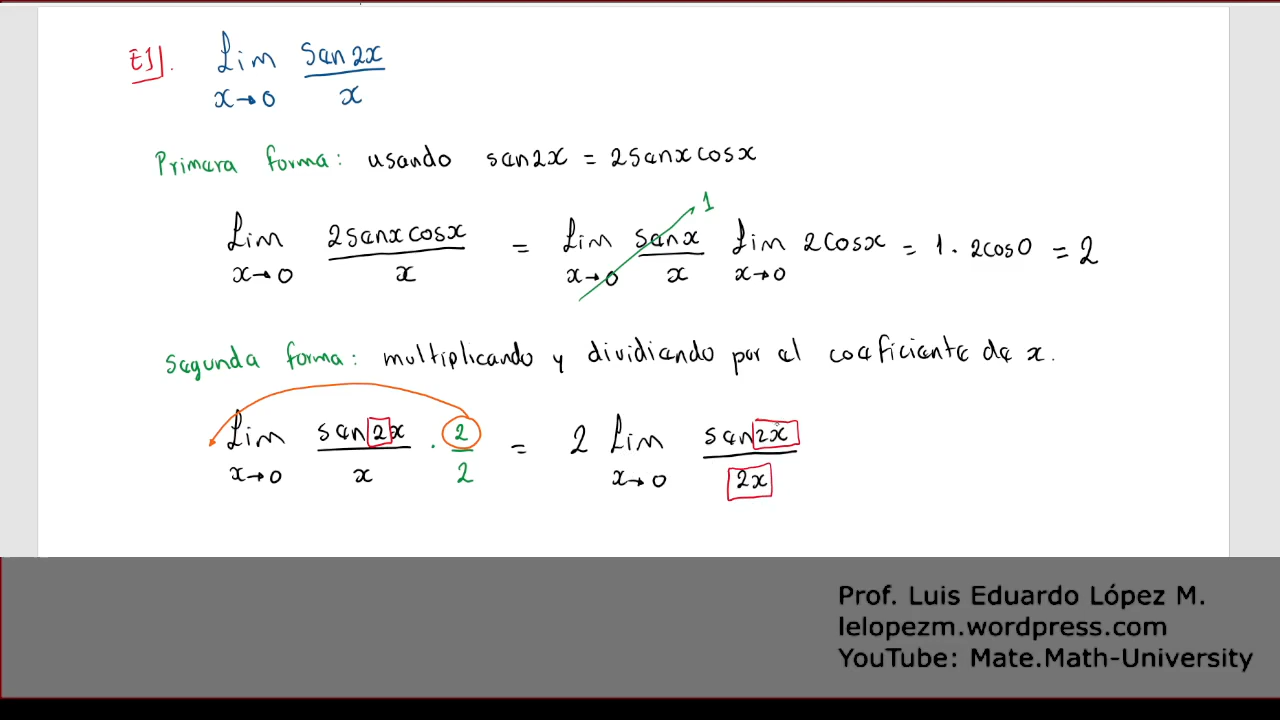 EJ1. Lim x→0 sen2x / x
Primera forma: usando sen2x = 2senxcosx
Lim x→0 2senxcosx / x = Lim x→0 senx / x 1 Lim x→0 2cosx = 1 · 2cos0 = 2
Segunda forma: multiplicando y dividiendo por el coeficiente de x.
Lim x→0 sen2x / x · 2 / 2 = 2 Lim x→0 sen2x / 2x
Prof. Luis Eduardo López M.
lelopezm.wordpress.com
YouTube: Mate.Math-University